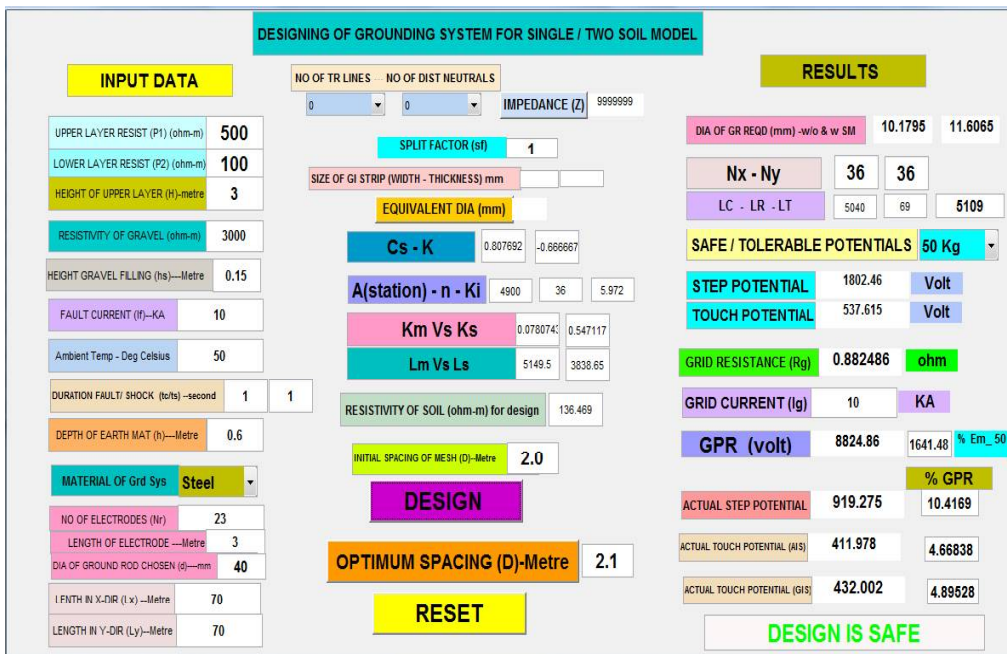 DESIGNING OF GROUNDING SYSTEM FOR SINGLE / TWO SOIL MODEL
INPUT DATA
UPPER LAYER RESIST (P1) (ohm-m) 500
LOWER LAYER RESIST (P2) (ohm-m) 100
HEIGHT OF UPPER LAYER (H)-metre 3
RESISTIVITY OF GRAVEL (ohm-m) 3000
HEIGHT GRAVEL FILLING (hs)---Metre 0.15
FAULT CURRENT (If)--KA 10
Ambient Temp - Deg Celsius 50
DURATION FAULT/ SHOCK (tc/ts) --second 1 1
DEPTH OF EARTH MAT (h)---Metre 0.6
MATERIAL OF Grd Sys Steel
NO OF ELECTRODES (Nr) 23
LENGTH OF ELECTRODE ---Metre 3
DIA OF GROUND ROD CHOSEN (d)----mm 40
LENTH IN X-DIR (Lx) --Metre 70
LENGTH IN Y-DIR (Ly)--Metre 70
NO OF TR LINES --- NO OF DIST NEUTRALS
0 0 IMPEDANCE (Z) 9999999
SPLIT FACTOR (sf) 1
SIZE OF GI STRIP (WIDTH - THICKNESS) mm
EQUIVALENT DIA (mm)
Cs - K 0.807692 -0.666667
A(station) - n - Ki 4900 36 5.972
Km Vs Ks 0.078074 0.547117
Lm Vs Ls 5149.5 3838.65
RESISTIVITY OF SOIL (ohm-m) for design 136.469
INITIAL SPACING OF MESH (D)--Metre 2.0
DESIGN
OPTIMUM SPACING (D)-Metre 2.1
RESET
RESULTS
DIA OF GR REQD (mm) -w/o & w SM 10.1795 11.6065
Nx - Ny 36 36
LC - LR - LT 5040 69 5109
SAFE / TOLERABLE POTENTIALS 50 Kg
STEP POTENTIAL 1802.46 Volt
TOUCH POTENTIAL 537.615 Volt
GRID RESISTANCE (Rg) 0.882486 ohm
GRID CURRENT (Ig) 10 KA
GPR (volt) 8824.86 1641.48 % Em_ 50
% GPR
ACTUAL STEP POTENTIAL 919.275 10.4169
ACTUAL TOUCH POTENTIAL (AIS) 411.978 4.66838
ACTUAL TOUCH POTENTIAL (GIS) 432.002 4.89528
DESIGN IS SAFE